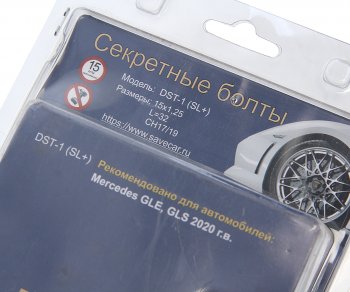 Секретные болты
15
Модель: DST-1 (SL+)
Размеры: 15x1,25
L=32
CH17/19
https://www.savecar.ru/
DST-1 (SL+)
Рекомендовано для автомобилей:
Mercedes GLE, GLS 2020 г.в.